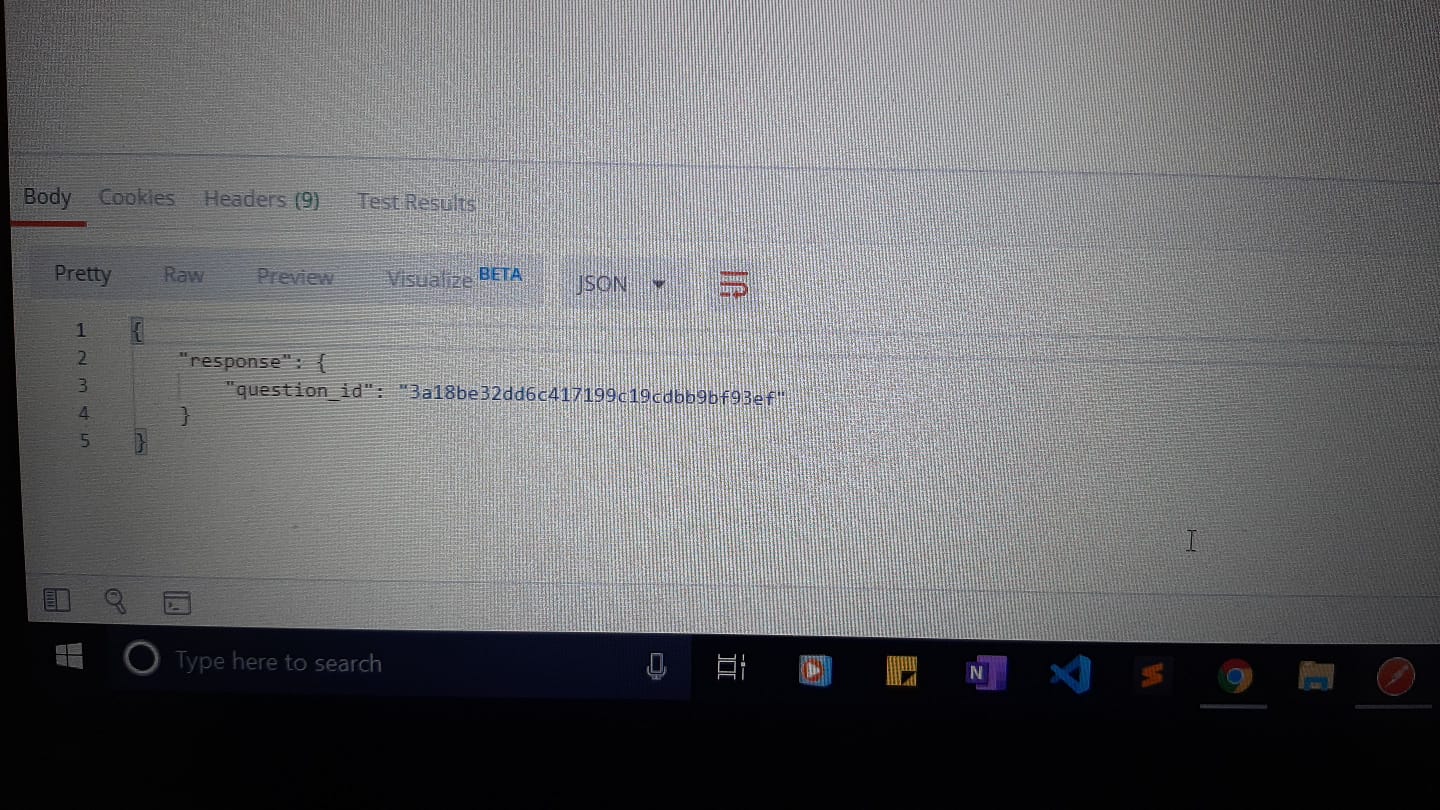 Body Cookies Headers (9) Test Results
Pretty Raw Preview Visualize BETA JSON
1 {
2 "response": {
3 "question_id": "3a18be32dd6c417199c19cdbb9bf93ef"
4 }
5 }
Type here to search
N